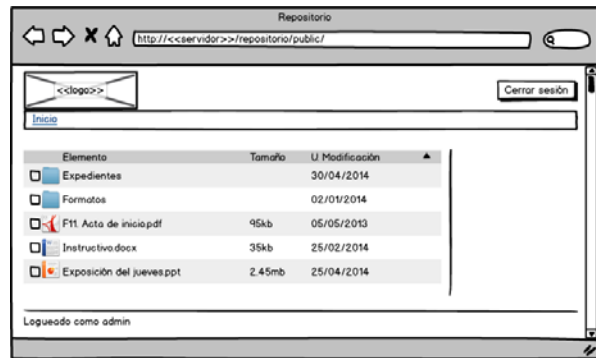 Repositorio
http://<<servidor>>/repositorio/public/
<<logo>>
Cerrar sesión
Inicio
Elemento Tamaño U. Modificación
Expedientes 30/04/2014
Formatos 02/01/2014
F11. Acta de inicio.pdf 95kb 05/05/2013
Instructivo.docx 35kb 25/02/2014
Exposición del jueves.ppt 2.45mb 25/04/2014
Logueado como admin